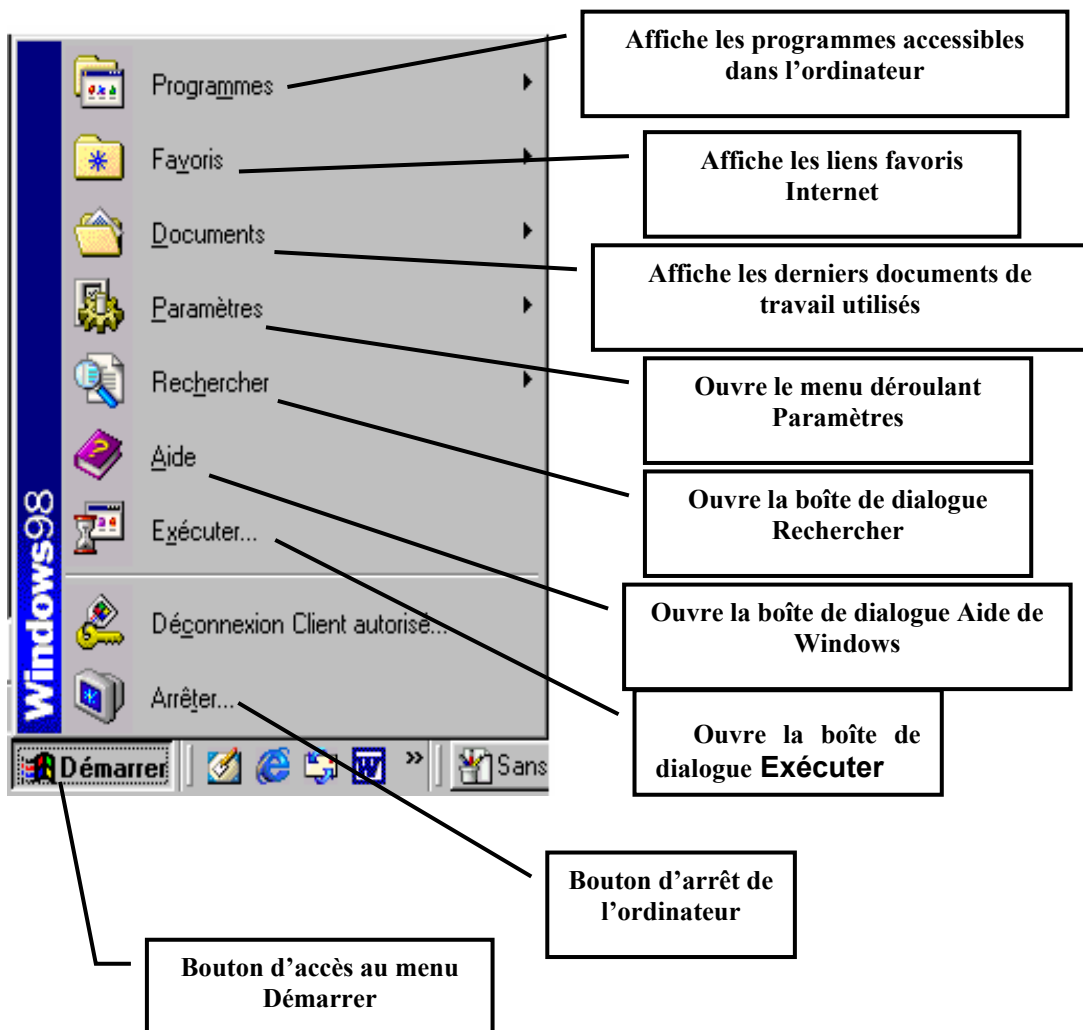 Affiche les programmes accessibles
dans l’ordinateur
Programmes
Favoris
Affiche les liens favoris
Internet
Documents
Affiche les derniers documents de
travail utilisés
Paramètres
Ouvre le menu déroulant
Paramètres
Rechercher
Ouvre la boîte de dialogue
Rechercher
Aide
Ouvre la boîte de dialogue Aide de
Windows
Exécuter...
Ouvre la boîte de
dialogue Exécuter
Déconnexion Client autorisé...
Arrêter...
Windows98
Démarrer
W
»
Sans
Bouton d’arrêt de
l’ordinateur
Bouton d’accès au menu
Démarrer